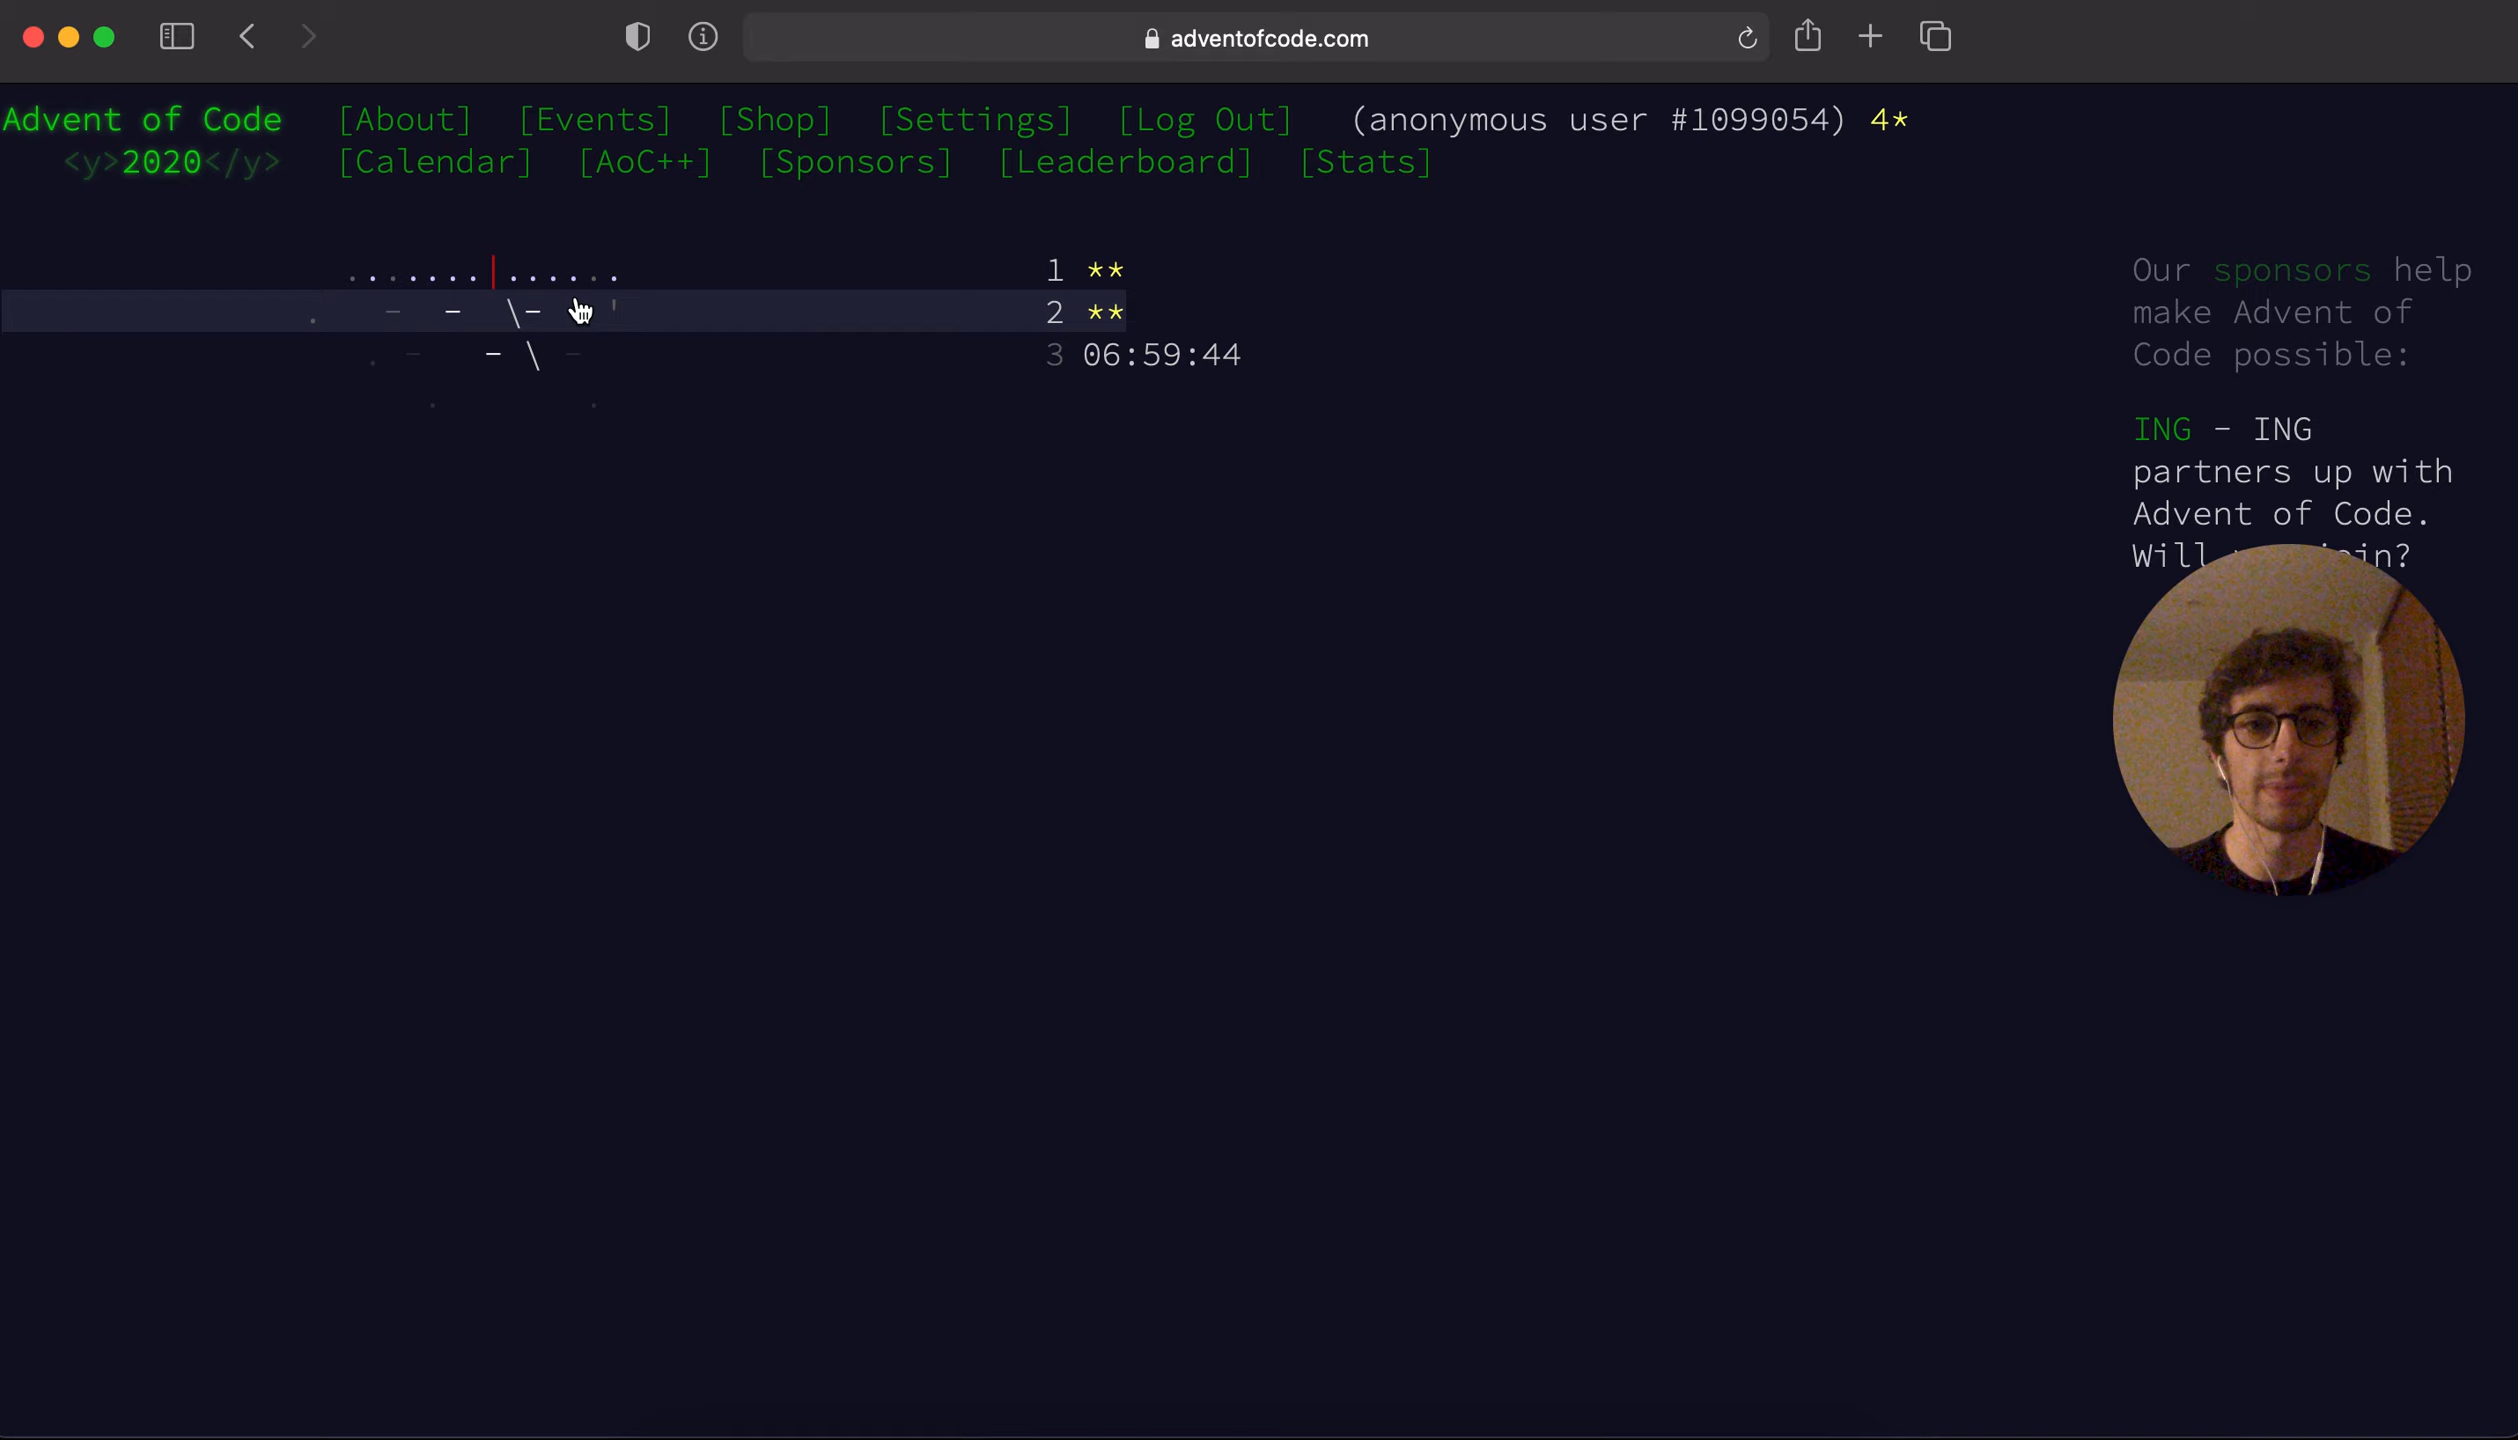 adventofcode.com
Advent of Code [About] [Events] [Shop] [Settings] [Log Out] (anonymous user #1099054) 4*
<y>2020</y> [Calendar] [AoC++] [Sponsors] [Leaderboard] [Stats]
1 **
2 **
3 06:59:44
Our sponsors help
make Advent of
Code possible:
ING - ING
partners up with
Advent of Code.
Will